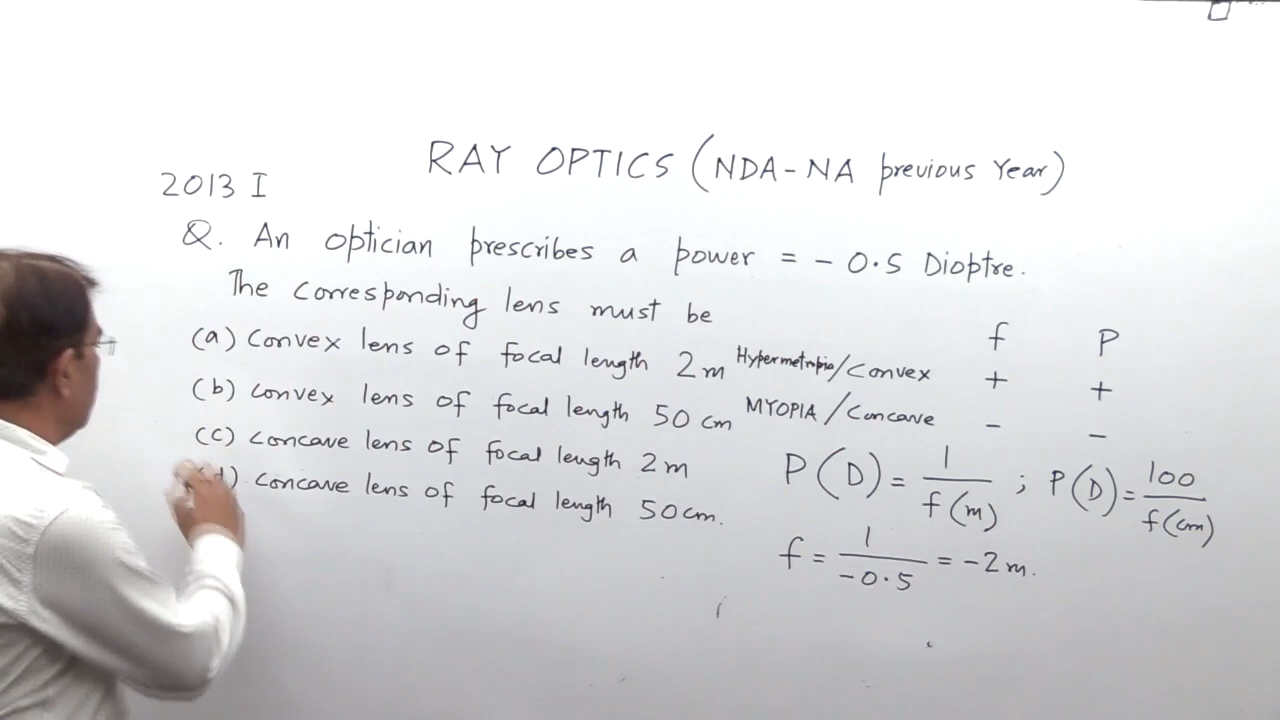 RAY OPTICS (NDA-NA previous Year)
2013 I
Q. An optician prescribes a power = - 0.5 Dioptre.
The corresponding lens must be
(a) Convex lens of focal length 2m
(b) Convex lens of focal length 50 cm
(c) Concave lens of focal length 2m
(d) Concave lens of focal length 50cm.
f P
Hypermetropia/Convex + +
MYOPIA / Concave - -
P(D) = 1/f(m) ; P(D) = 100/f(cm)
f = 1/-0.5 = -2m.